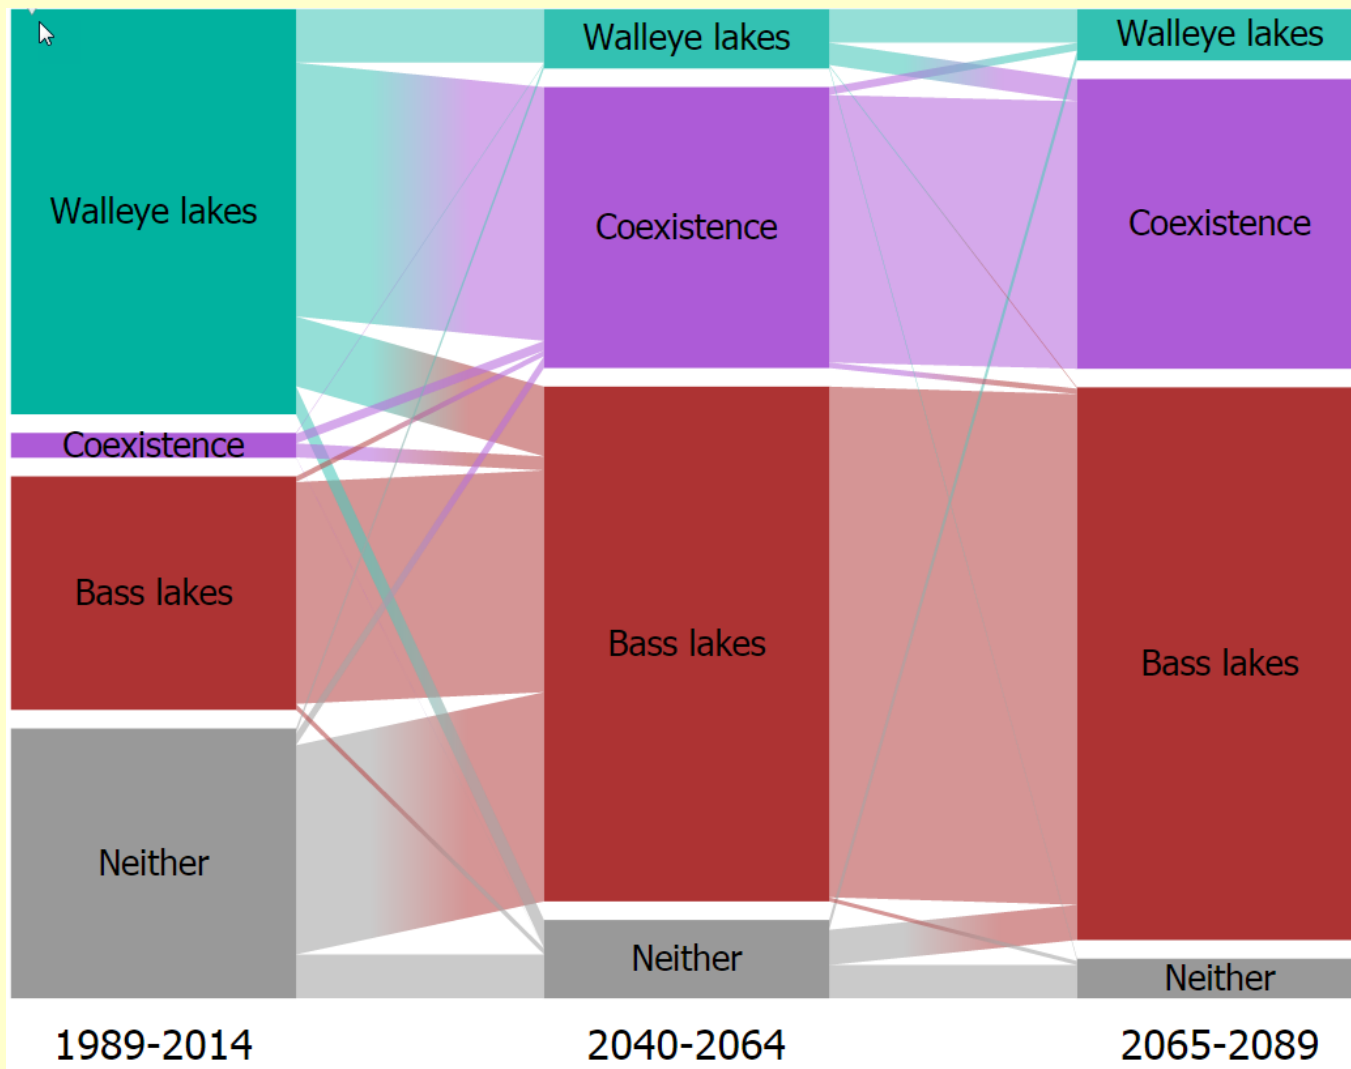 Walleye lakes
Coexistence
Bass lakes
Neither
1989-2014
Walleye lakes
Coexistence
Bass lakes
Neither
2040-2064
Walleye lakes
Coexistence
Bass lakes
Neither
2065-2089